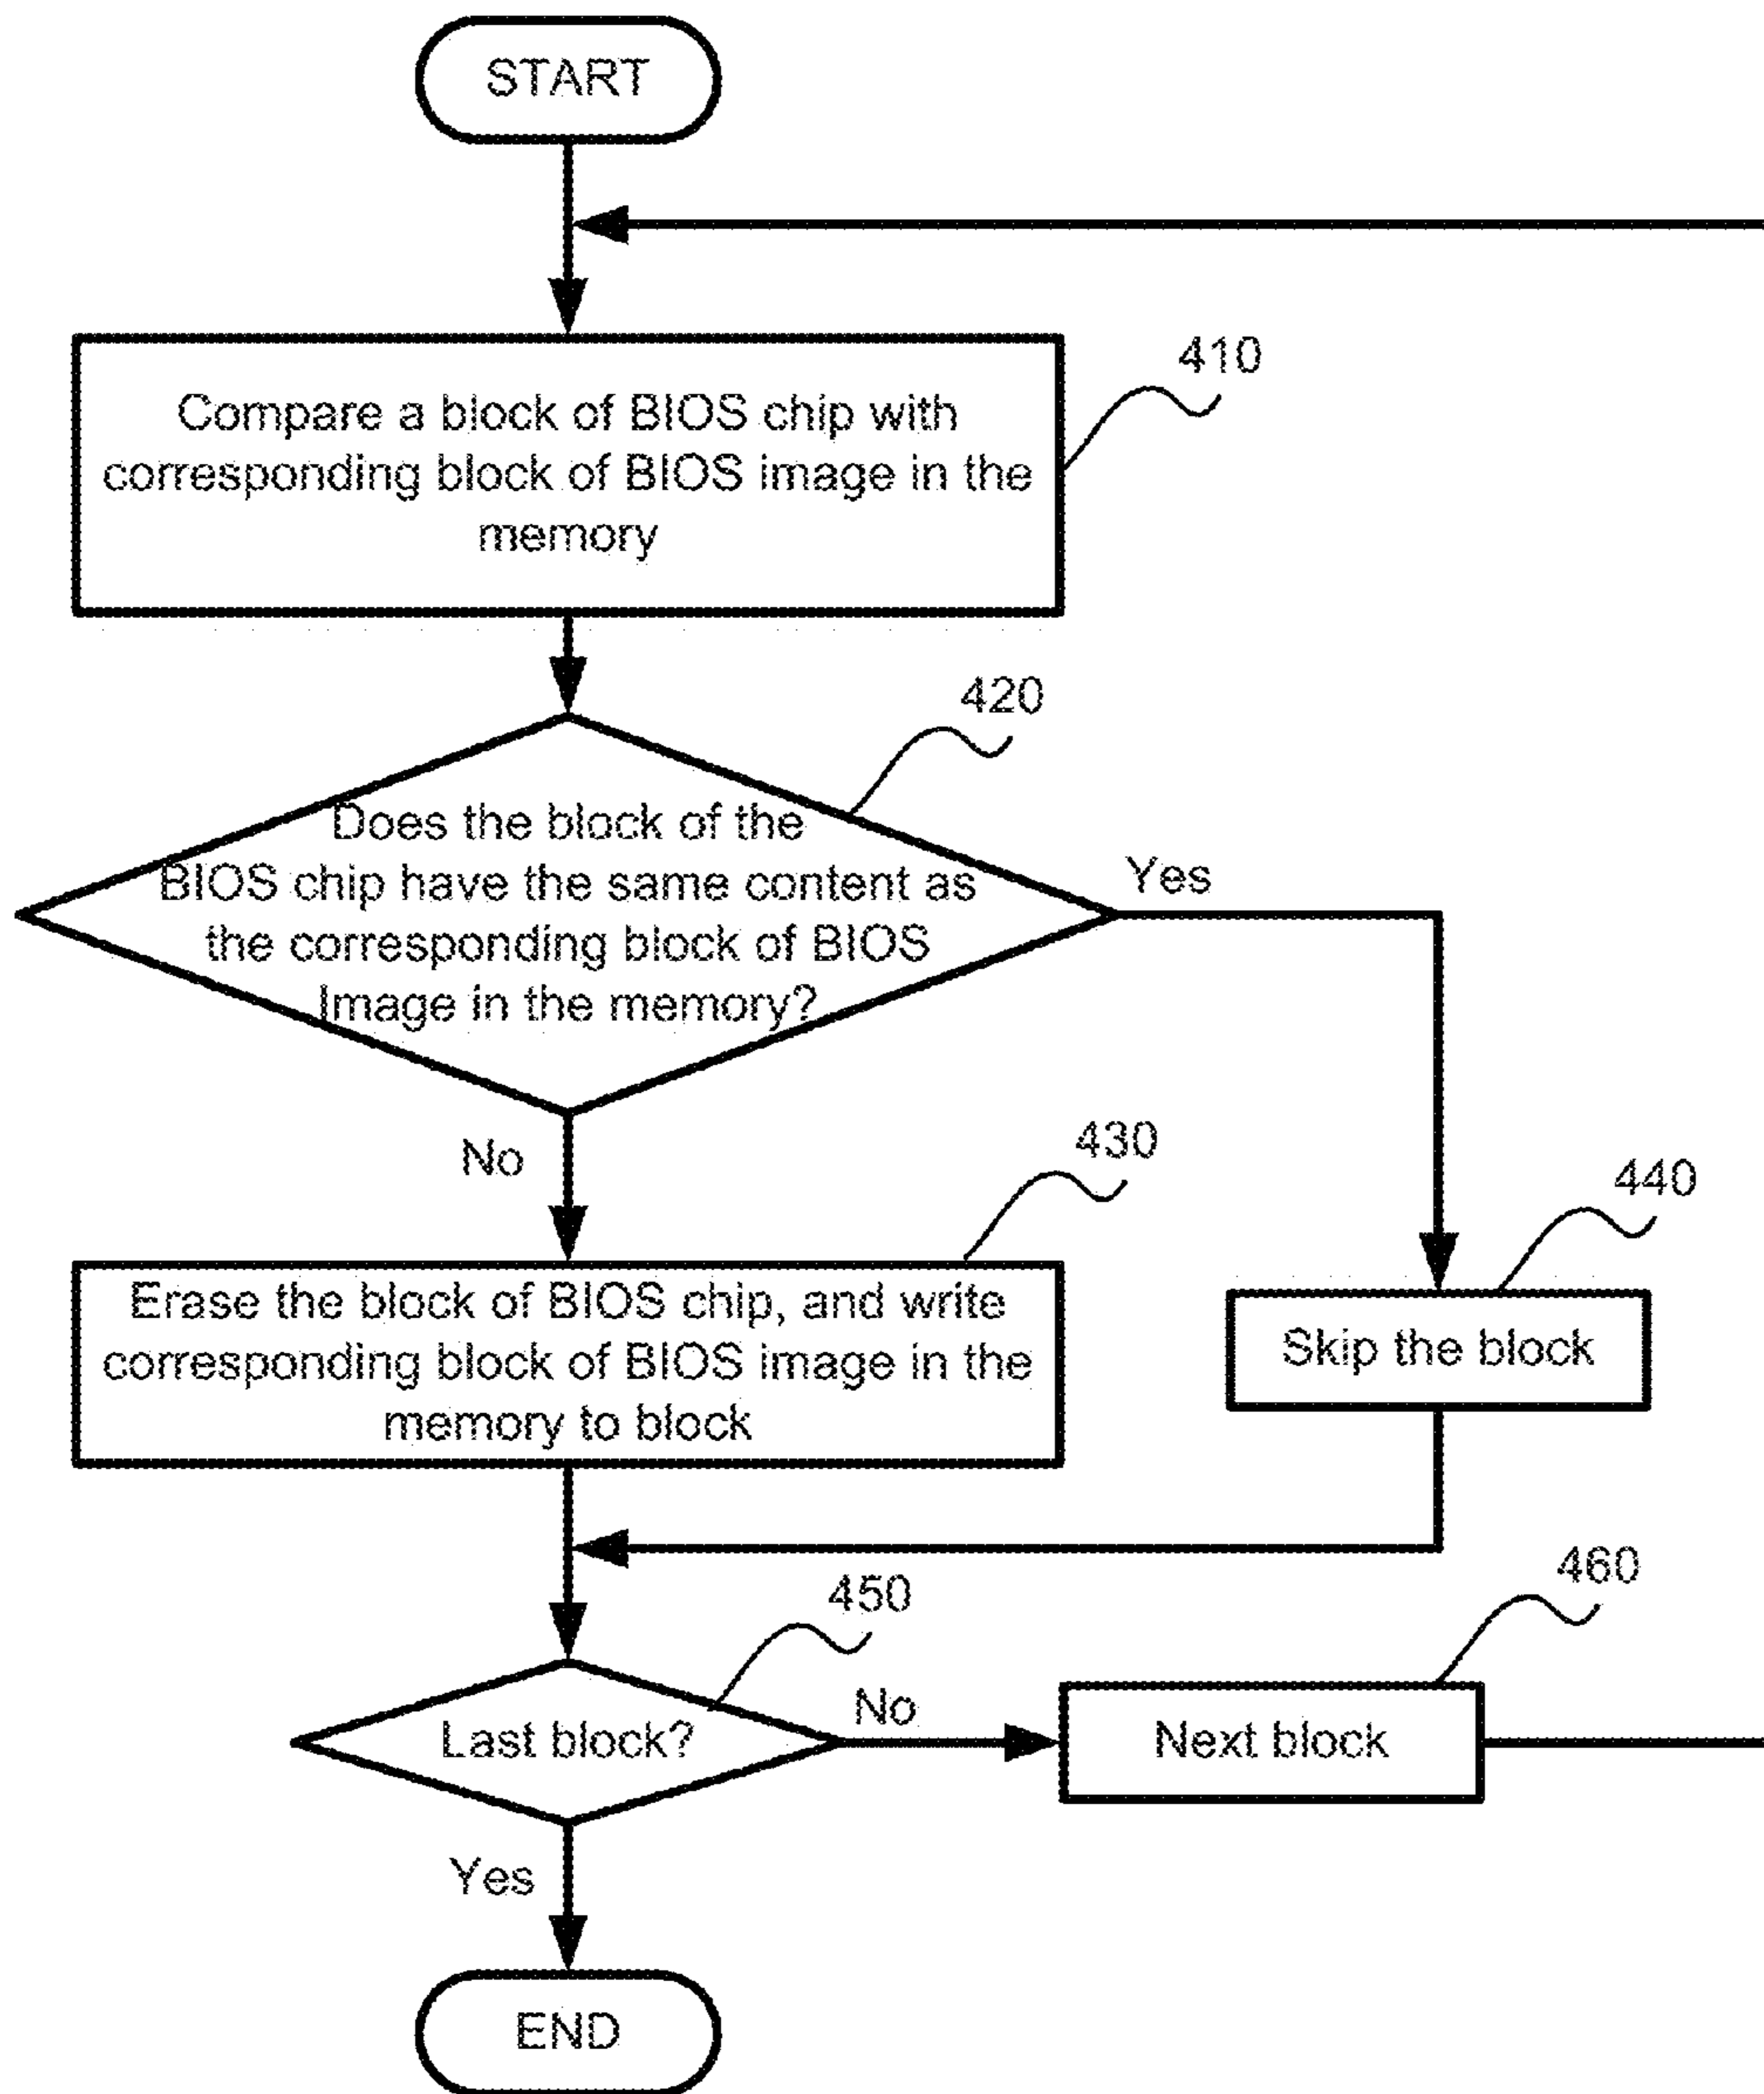 START
410
Compare a block of BIOS chip with
corresponding block of BIOS image in the
memory
420
Does the block of the
BIOS chip have the same content as
the corresponding block of BIOS
Image in the memory?
Yes
No
430
440
Erase the block of BIOS chip, and write
corresponding block of BIOS image in the
memory to block
Skip the block
450
460
Last block?
No
Next block
Yes
END